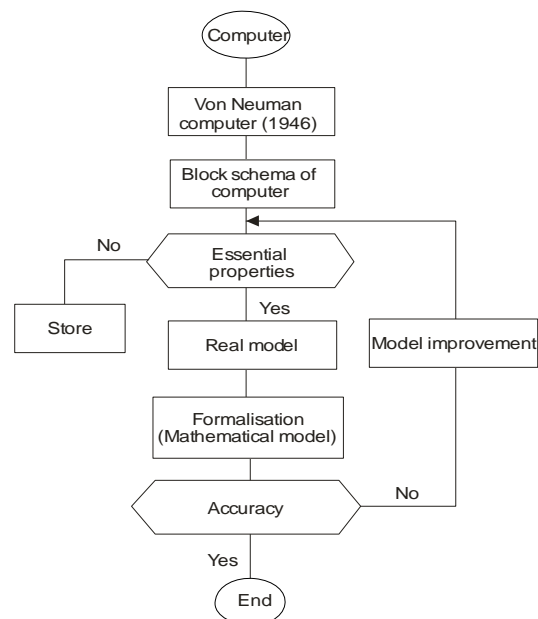 Computer
Von Neuman
computer (1946)
Block schema of
computer
No
Essential
properties
Yes
Store
Real model
Model improvement
Formalisation
(Mathematical model)
No
Accuracy
Yes
End